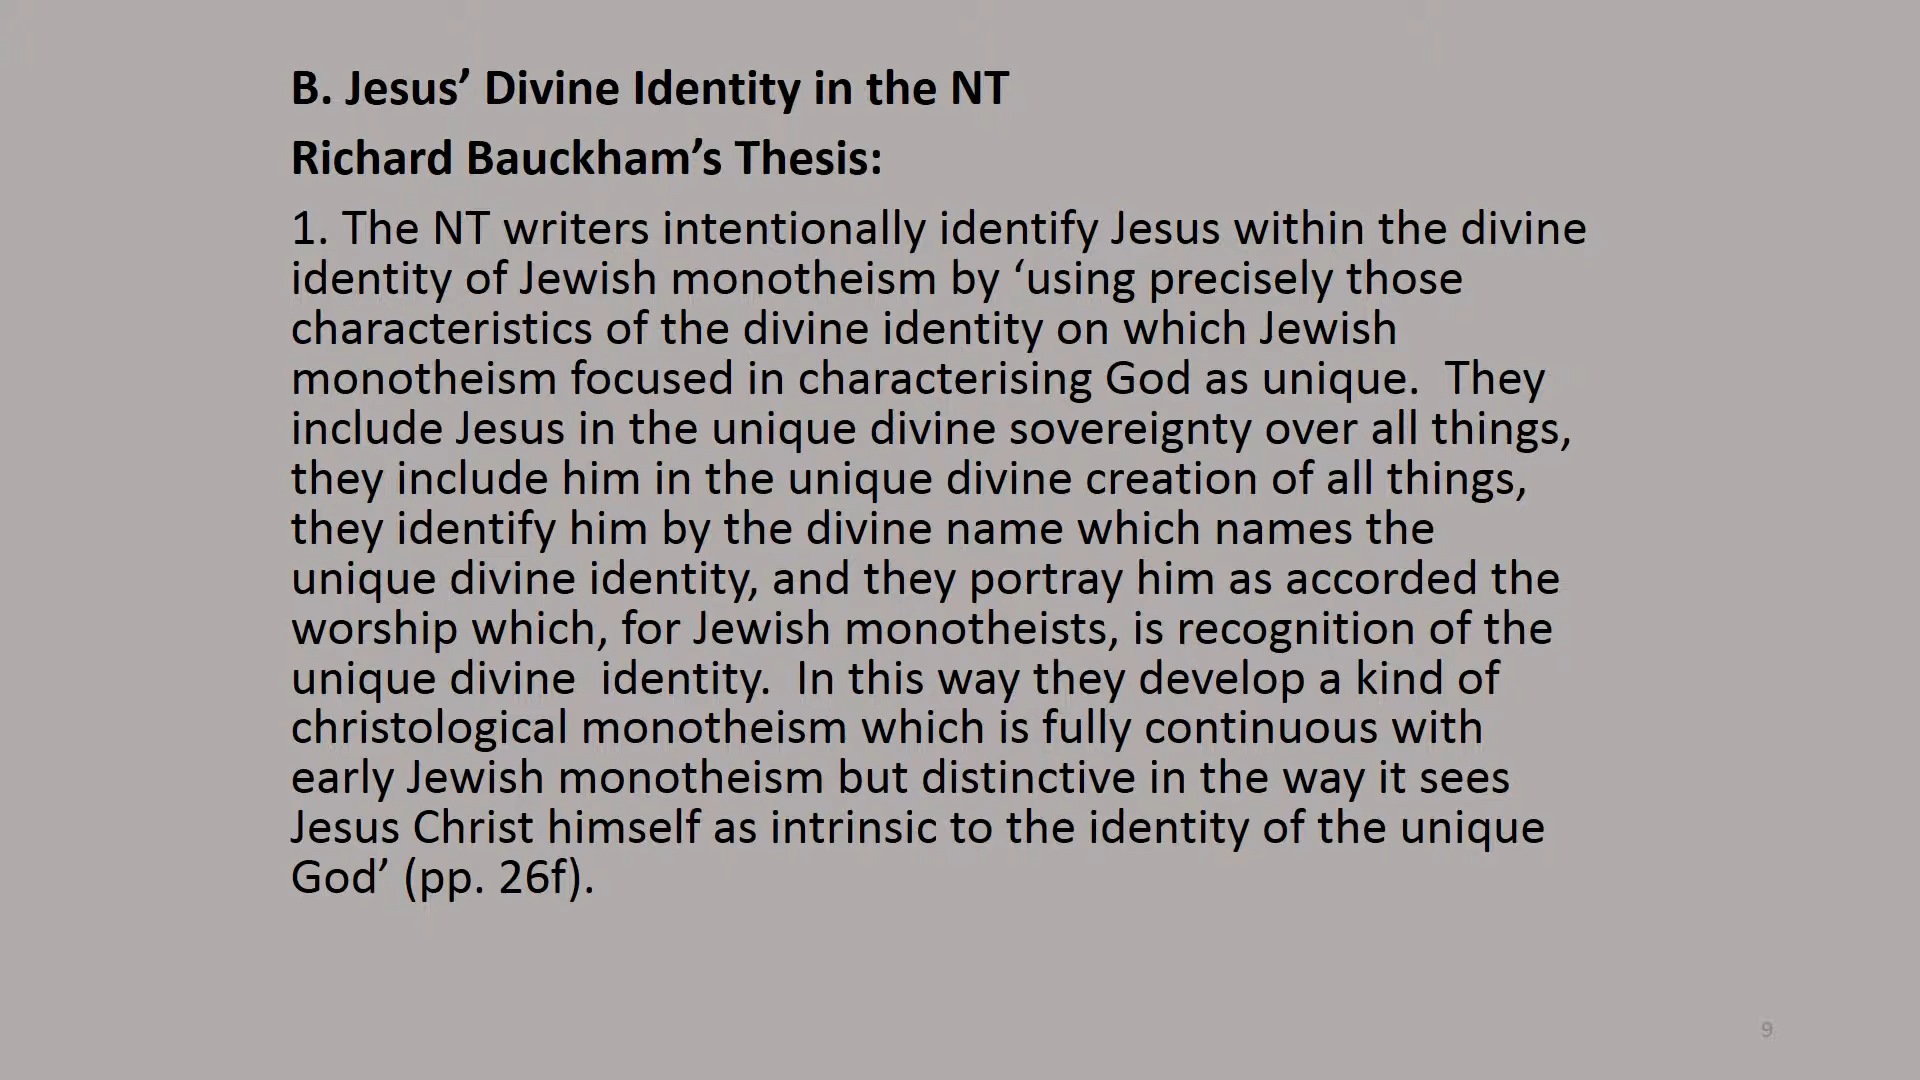 B. Jesus’ Divine Identity in the NT
Richard Bauckham’s Thesis:
1. The NT writers intentionally identify Jesus within the divine
identity of Jewish monotheism by ‘using precisely those
characteristics of the divine identity on which Jewish
monotheism focused in characterising God as unique.  They
include Jesus in the unique divine sovereignty over all things,
they include him in the unique divine creation of all things,
they identify him by the divine name which names the
unique divine identity, and they portray him as accorded the
worship which, for Jewish monotheists, is recognition of the
unique divine  identity.  In this way they develop a kind of
christological monotheism which is fully continuous with
early Jewish monotheism but distinctive in the way it sees
Jesus Christ himself as intrinsic to the identity of the unique
God’ (pp. 26f).
9